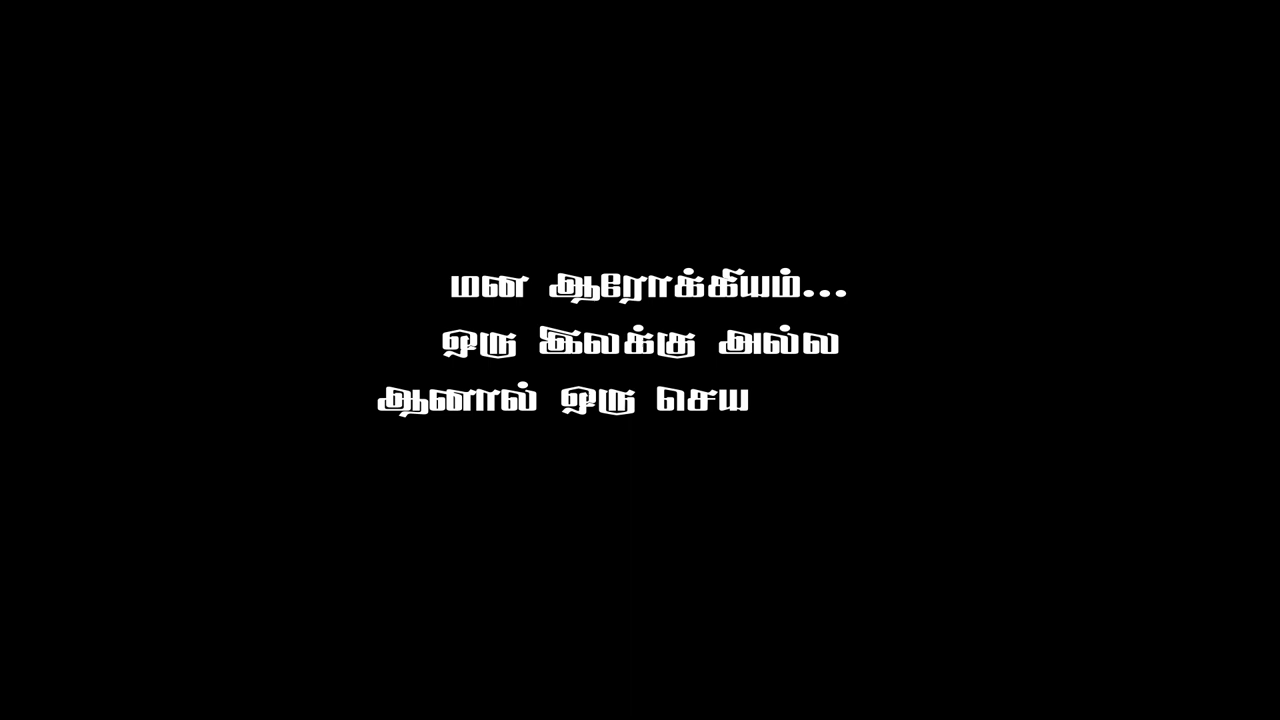 மன ஆரோக்கியம்...
ஒரு இலக்கு அல்ல
ஆனால் ஒரு செய